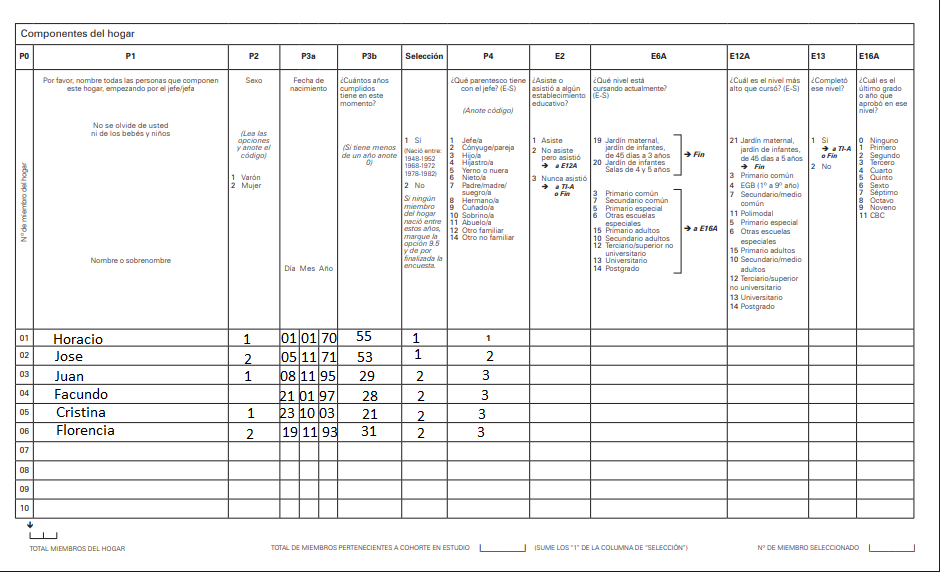 Componentes del hogar
P0 P1 P2 P3a P3b Selección P4 E2 E6A E12A E13 E16A
Nº de miembro del hogar
Por favor, nombre todas las personas que componen
este hogar, empezando por el jefe/jefa
No se olvide de usted
ni de los bebés y niños
Nombre o sobrenombre
Sexo
(Lea las
opciones
y anote el
código)
1 Varón
2 Mujer
Fecha de
nacimiento
Día Mes Año
¿Cuántos años
cumplidos
tiene en este
momento?
(Si tiene menos
de un año anote
0)
1 Si
(Nació entre:
1948-1952
1968-1972
1978-1982)
2 No
Si ningún
miembro
del hogar
nació entre
estos años,
marque la
opción 9.5
y de por
finalizada la
encuesta.
¿Qué parentesco tiene
con el jefe? (E-S)
(Anote código)
1 Jefe/a
2 Cónyuge/pareja
3 Hijo/a
4 Hijastro/a
5 Yerno o nuera
6 Nieto/a
7 Padre/madre/
suegro/a
8 Hermano/a
9 Cuñado/a
10 Sobrino/a
11 Abuelo/a
12 Otro familiar
14 Otro no familiar
¿Asiste o
asistió a algún
establecimiento
educativo?
1 Asiste
2 No asiste
pero asistió
➔ a E12A
3 Nunca asistió
➔ a TI-A
o Fin
¿Qué nivel está
cursando actualmente?
(E-S)
19 Jardín maternal,
jardín de infantes,
de 45 días a 3 años
20 Jardín de infantes
Salas de 4 y 5 años
➔ Fin
3 Primario común
7 Secundario común
5 Primario especial
6 Otras escuelas
especiales
15 Primario adultos
10 Secundario adultos
12 Terciario/superior no
universitario
13 Universitario
14 Postgrado
➔ a E16A
¿Cuál es el nivel más
alto que cursó? (E-S)
21 Jardín maternal,
jardín de infantes,
de 45 días a 5 años
➔ Fin
3 Primario común
4 EGB (1º a 9º año)
7 Secundario/medio
común
11 Polimodal
5 Primario especial
6 Otras escuelas
especiales
15 Primario adultos
10 Secundario/medio
adultos
12 Terciario/superior
no universitario
13 Universitario
14 Postgrado
¿Completó
ese nivel?
1 Si
➔ a TI-A
o Fin
2 No
¿Cuál es el
último grado
o año que
aprobó en ese
nivel?
0 Ninguno
1 Primero
2 Segundo
3 Tercero
4 Cuarto
5 Quinto
6 Sexto
7 Séptimo
8 Octavo
9 Noveno
11 CBC
01 Horacio 1 01 01 70 55 1 1
02 Jose 2 05 11 71 53 1 2
03 Juan 1 08 11 95 29 2 3
04 Facundo 21 01 97 28 2 3
05 Cristina 1 23 10 03 21 2 3
06 Florencia 2 19 11 93 31 2 3
07
08
09
10
TOTAL MIEMBROS DEL HOGAR
TOTAL DE MIEMBROS PERTENECIENTES A COHORTE EN ESTUDIO (SUME LOS "1" DE LA COLUMNA DE "SELECCIÓN")
Nº DE MIEMBRO SELECCIONADO